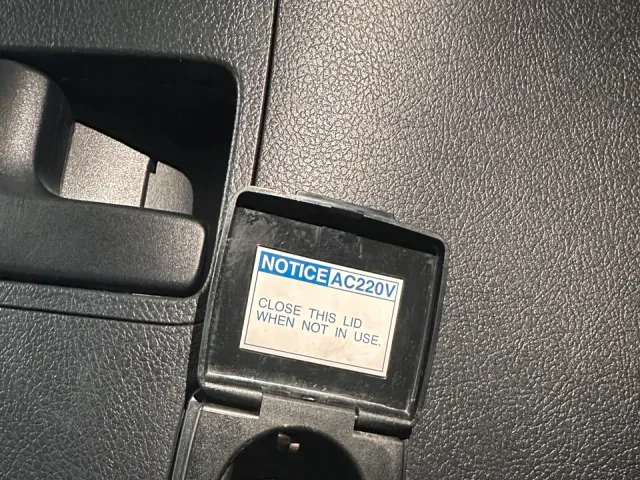 NOTICE AC220V
CLOSE THIS LID
WHEN NOT IN USE.